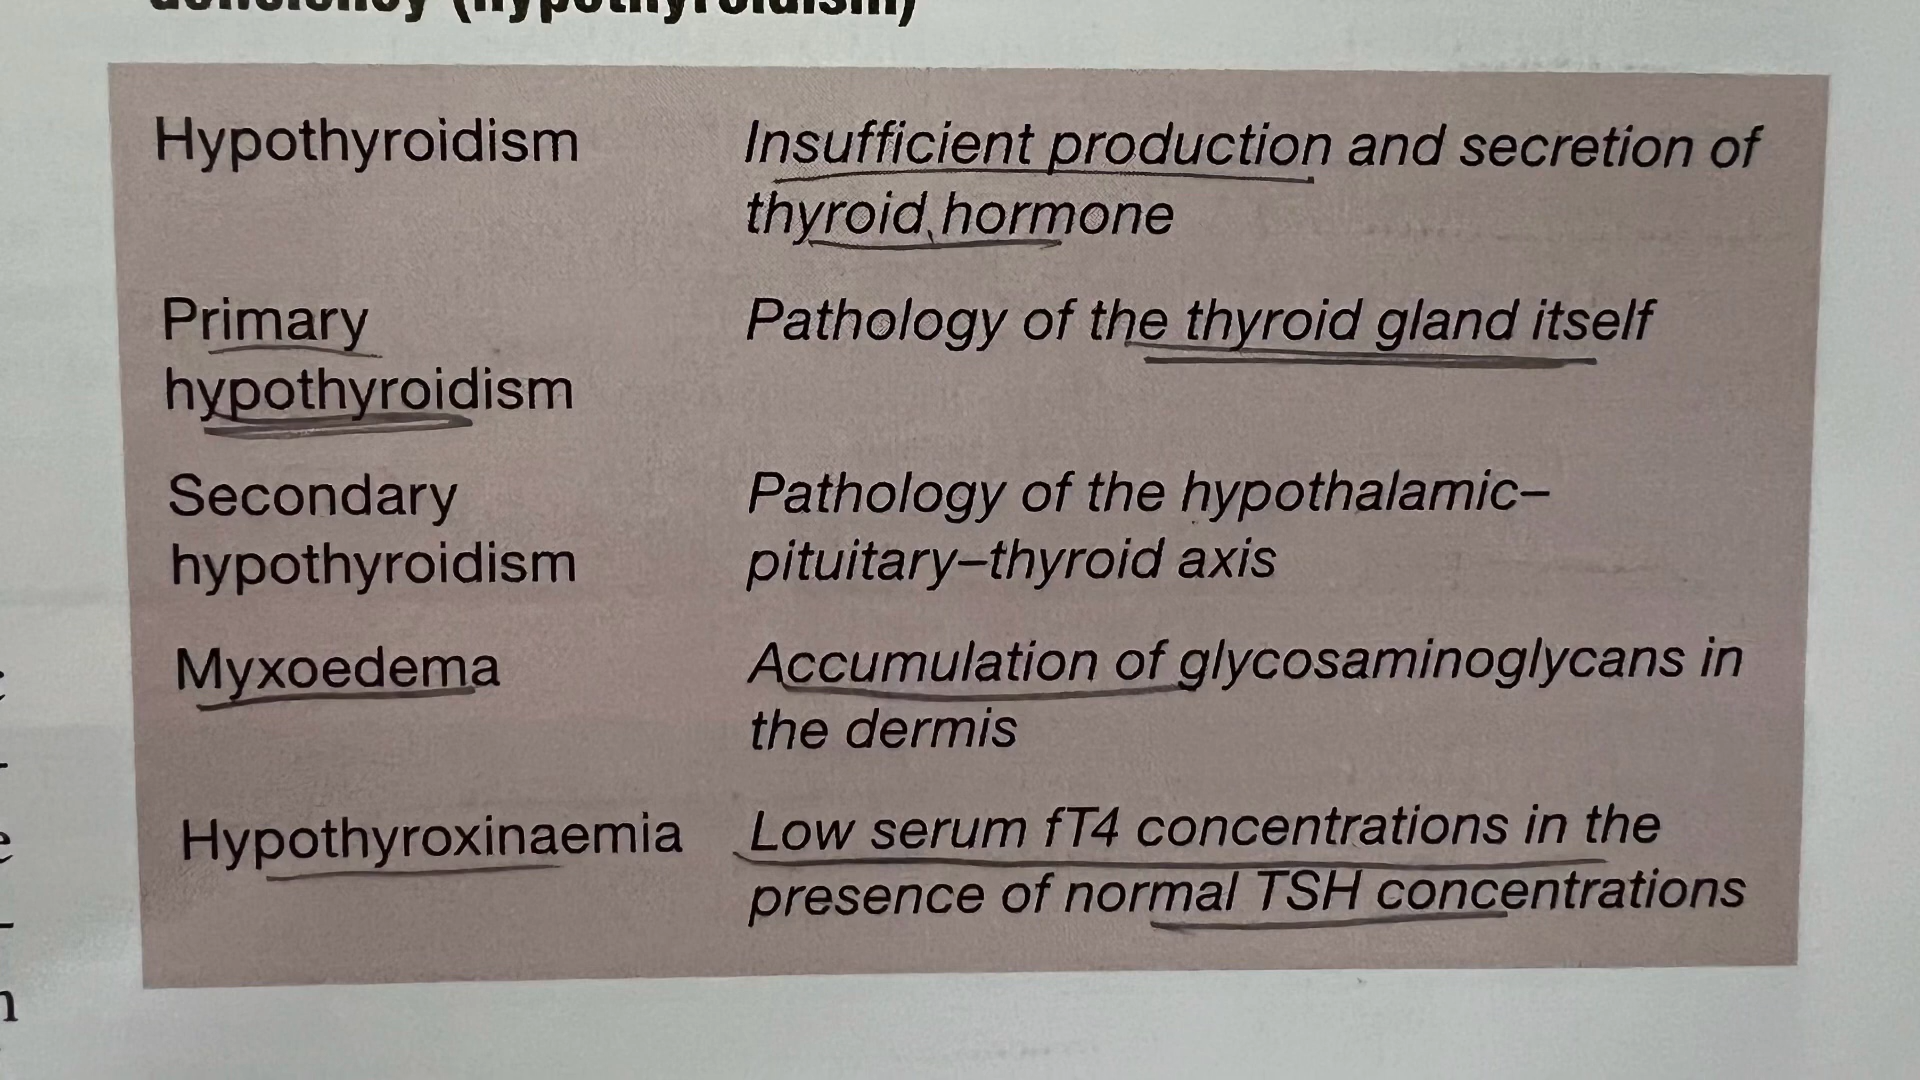 deficiency (hypothyroidism)
Hypothyroidism Insufficient production and secretion of
thyroid hormone
Primary Pathology of the thyroid gland itself
hypothyroidism
Secondary Pathology of the hypothalamic–
hypothyroidism pituitary–thyroid axis
Myxoedema Accumulation of glycosaminoglycans in
the dermis
Hypothyroxinaemia Low serum fT4 concentrations in the
presence of normal TSH concentrations